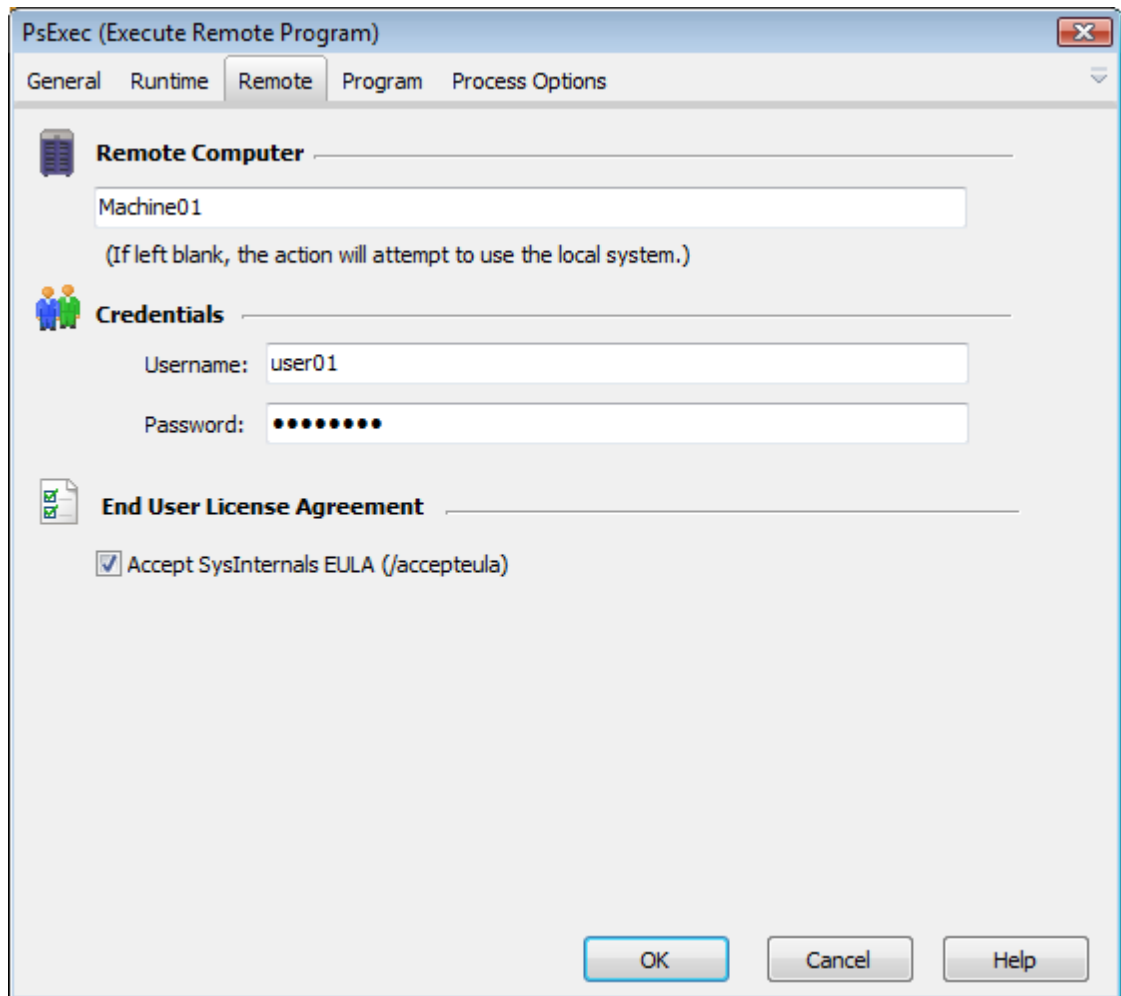 PsExec (Execute Remote Program)
General Runtime Remote Program Process Options
Remote Computer
Machine01
(If left blank, the action will attempt to use the local system.)
Credentials
Username: user01
Password: ●●●●●●●●
End User License Agreement
Accept SysInternals EULA (/accepteula)
OK Cancel Help